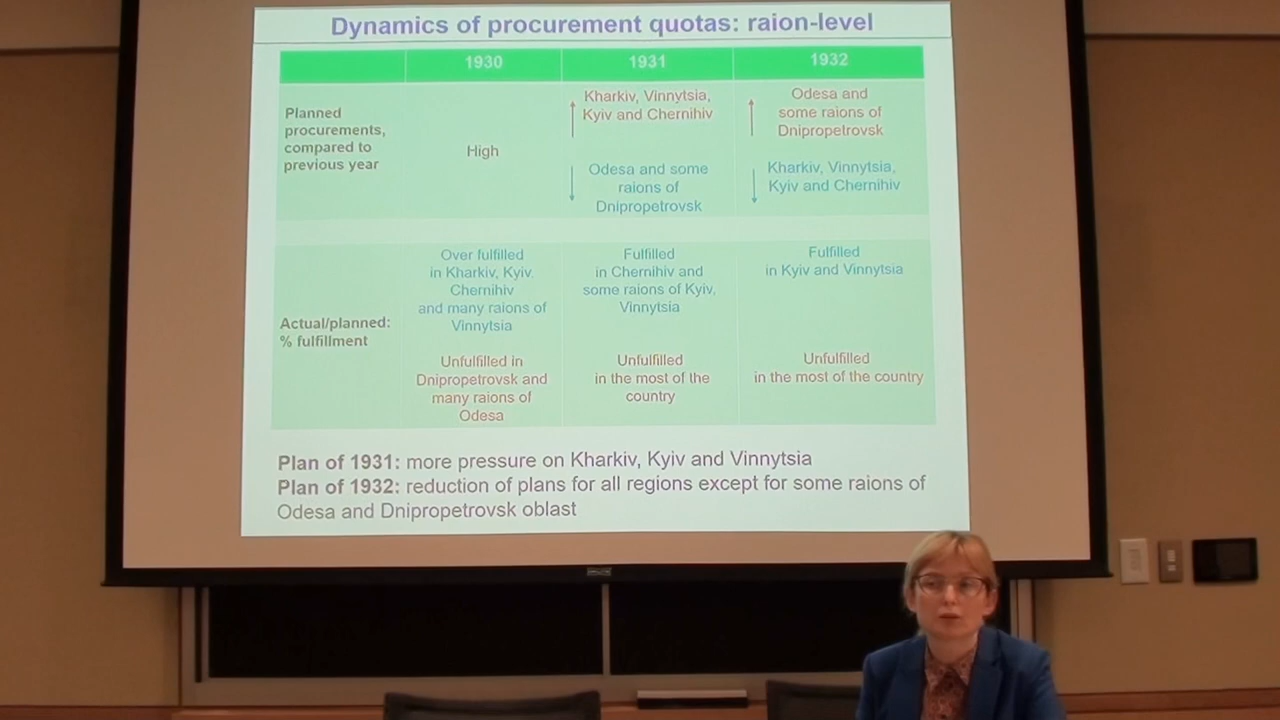 Dynamics of procurement quotas: raion-level
1930
1931
1932
Planned
procurements,
compared to
previous year
High
Kharkiv, Vinnytsia,
Kyiv and Chernihiv
Odesa and some
raions of
Dnipropetrovsk
Odesa and
some raions of
Dnipropetrovsk
Kharkiv, Vinnytsia,
Kyiv and Chernihiv
Actual/planned:
% fulfillment
Over fulfilled
in Kharkiv, Kyiv,
Chernihiv
and many raions of
Vinnytsia
Unfulfilled in
Dnipropetrovsk and
many raions of
Odesa
Fulfilled
in Chernihiv and
some raions of Kyiv,
Vinnytsia
Unfulfilled
in the most of the
country
Fulfilled
in Kyiv and Vinnytsia
Unfulfilled
in the most of the country
Plan of 1931: more pressure on Kharkiv, Kyiv and Vinnytsia
Plan of 1932: reduction of plans for all regions except for some raions of
Odesa and Dnipropetrovsk oblast